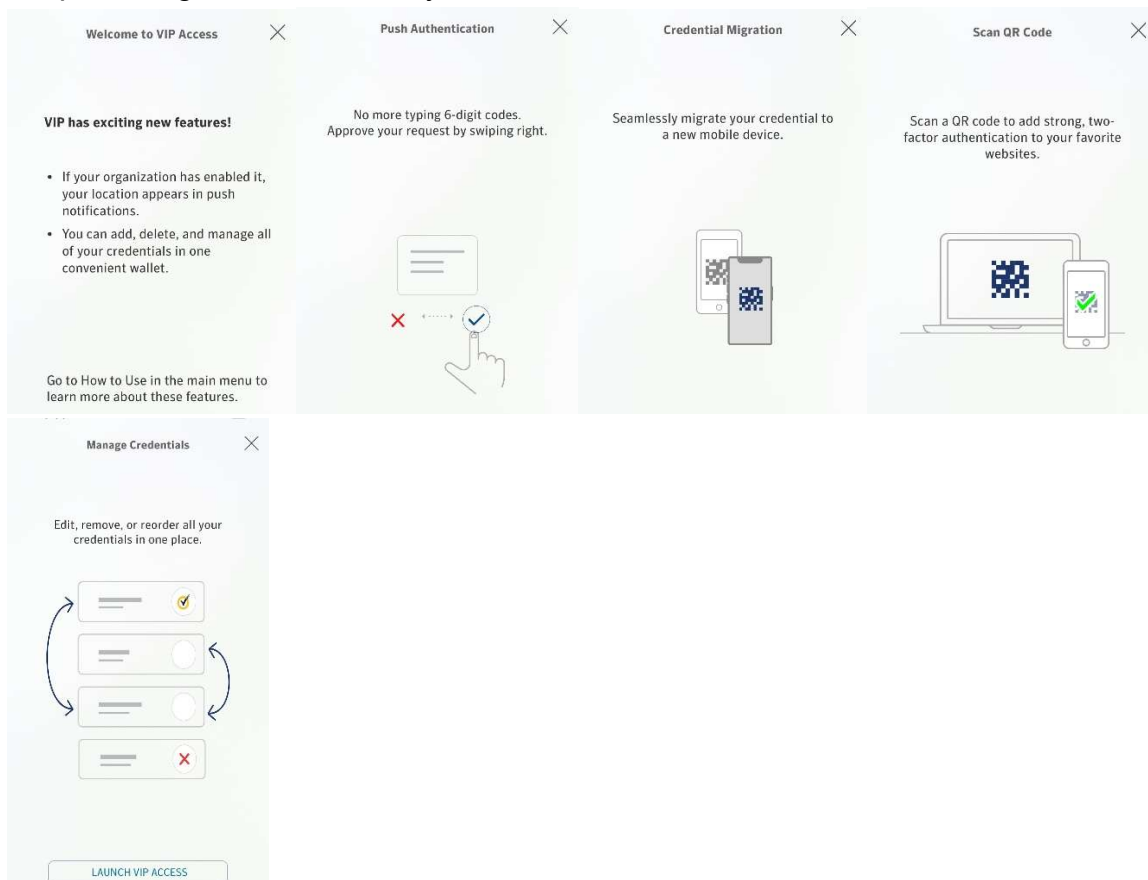 Welcome to VIP Access
VIP has exciting new features!
• If your organization has enabled it,
your location appears in push
notifications.
• You can add, delete, and manage all
of your credentials in one
convenient wallet.
Go to How to Use in the main menu to
learn more about these features.
Push Authentication
No more typing 6-digit codes.
Approve your request by swiping right.
Credential Migration
Seamlessly migrate your credential to
a new mobile device.
Scan QR Code
Scan a QR code to add strong, two-
factor authentication to your favorite
websites.
Manage Credentials
Edit, remove, or reorder all your
credentials in one place.
LAUNCH VIP ACCESS